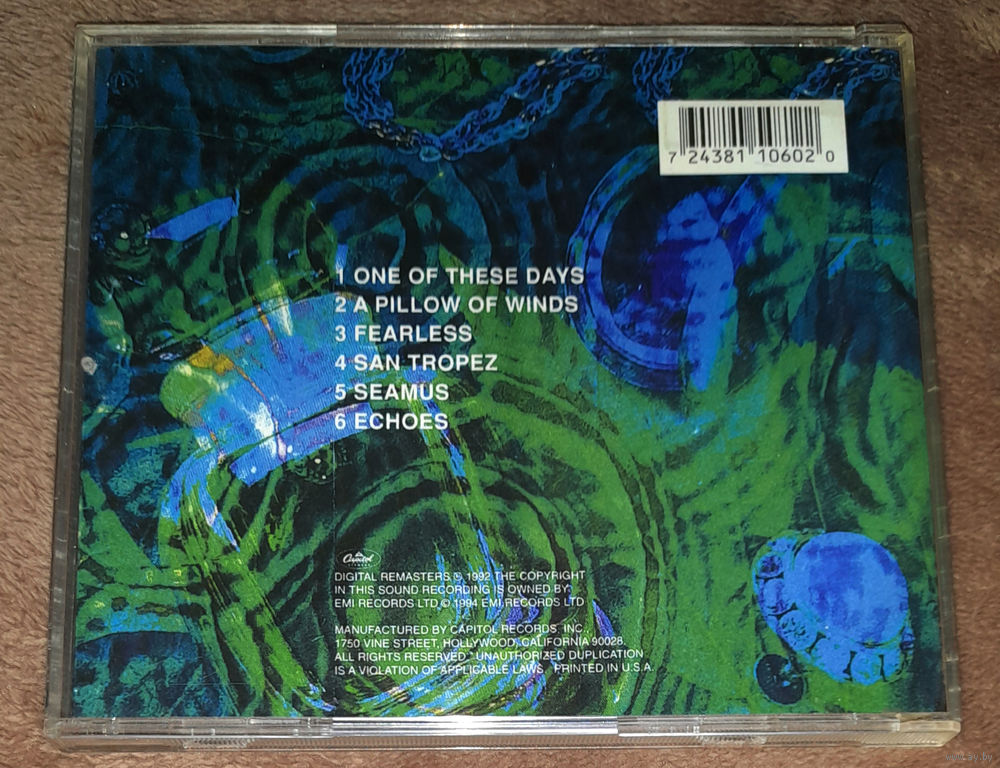 7 24381 10602 0
1 ONE OF THESE DAYS
2 A PILLOW OF WINDS
3 FEARLESS
4 SAN TROPEZ
5 SEAMUS
6 ECHOES
Capitol
DIGITAL REMASTERS ℗ 1992 THE COPYRIGHT
IN THIS SOUND RECORDING IS OWNED BY
EMI RECORDS LTD © 1994 EMI RECORDS LTD
MANUFACTURED BY CAPITOL RECORDS, INC.,
1750 VINE STREET, HOLLYWOOD, CALIFORNIA 90028.
ALL RIGHTS RESERVED. UNAUTHORIZED DUPLICATION
IS A VIOLATION OF APPLICABLE LAWS. PRINTED IN U.S.A.
www.ay.by